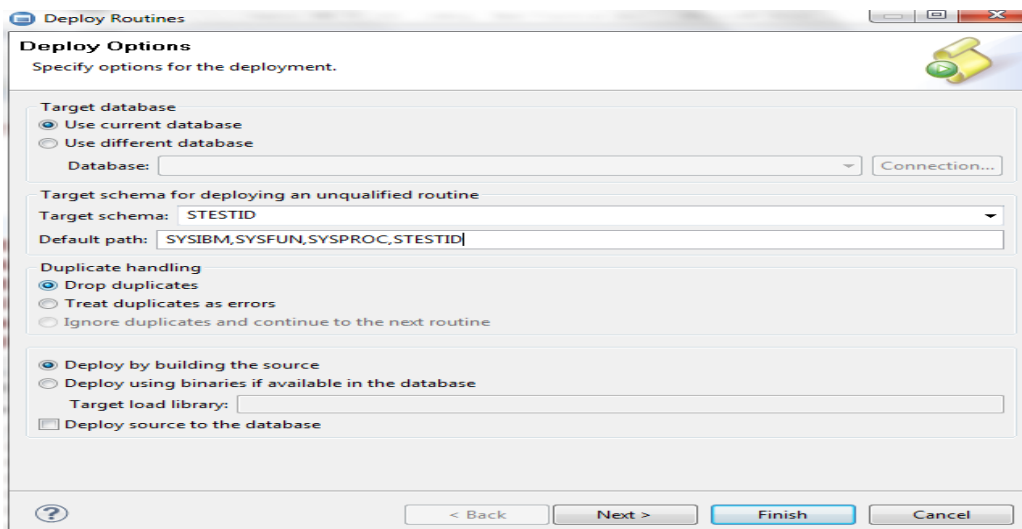 Deploy Routines
Deploy Options
Specify options for the deployment.
Target database
Use current database
Use different database
Database:
Connection...
Target schema for deploying an unqualified routine
Target schema: STESTID
Default path: SYSIBM,SYSFUN,SYSPROC,STESTID
Duplicate handling
Drop duplicates
Treat duplicates as errors
Ignore duplicates and continue to the next routine
Deploy by building the source
Deploy using binaries if available in the database
Target load library:
Deploy source to the database
?
< Back
Next >
Finish
Cancel